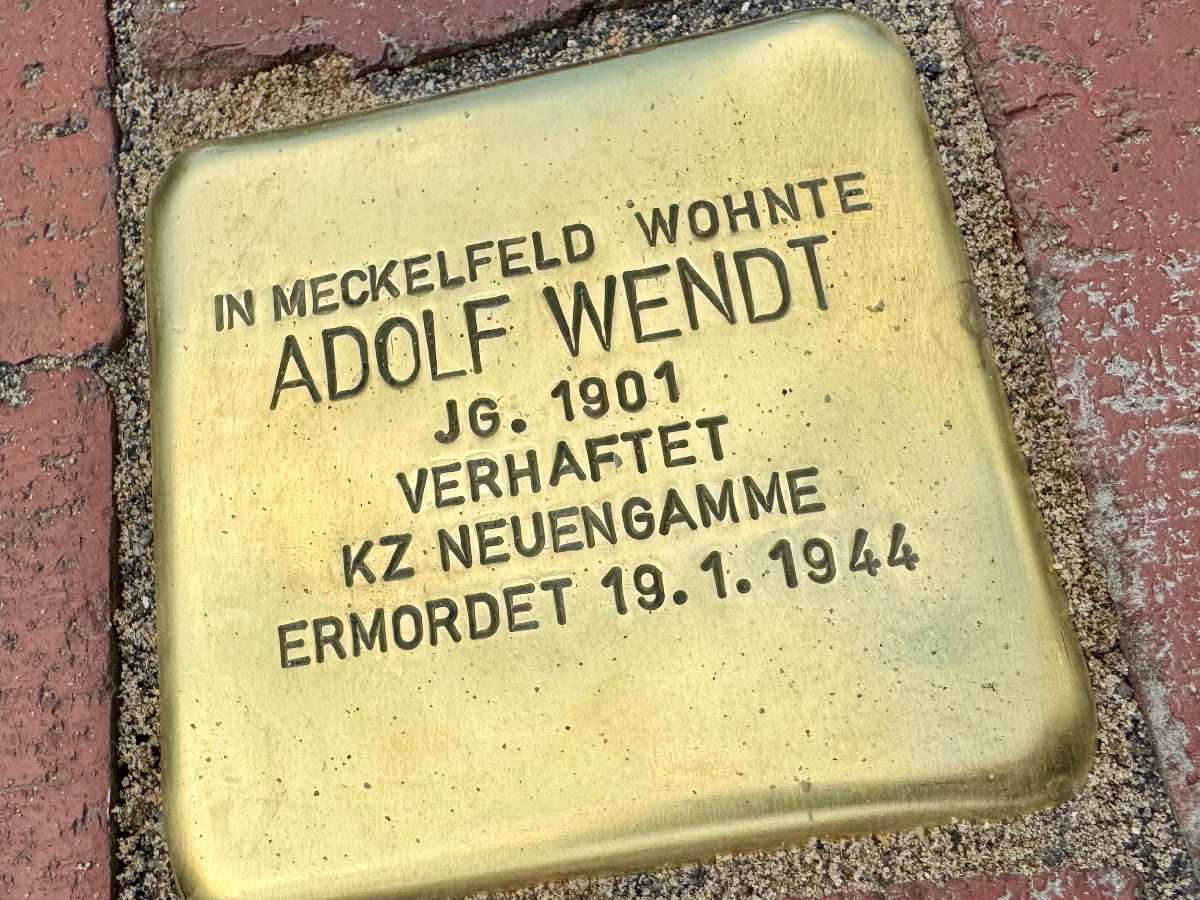 IN MECKELFELD WOHNTE
ADOLF WENDT
JG. 1901
VERHAFTET
KZ NEUENGAMME
ERMORDET 19.1.1944